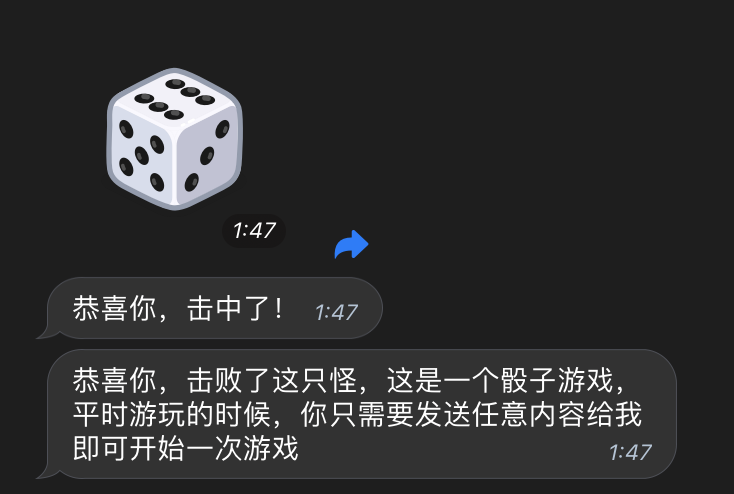 1:47
恭喜你，击中了！ 1:47
恭喜你，击败了这只怪，这是一个骰子游戏，
平时游玩的时候，你只需要发送任意内容给我
即可开始一次游戏 1:47